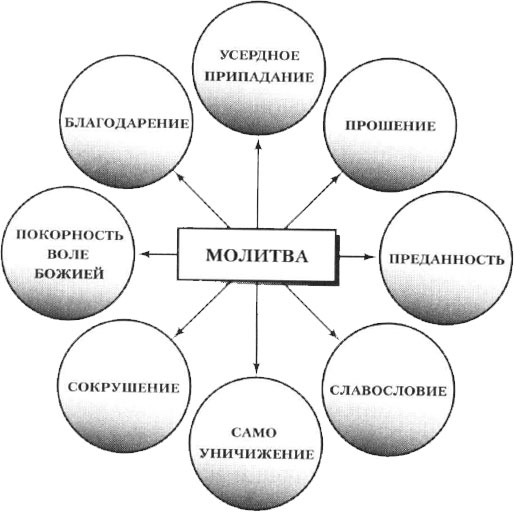 УСЕРДНОЕ
ПРИПАДАНИЕ
БЛАГОДАРЕНИЕ
ПРОШЕНИЕ
ПОКОРНОСТЬ
ВОЛЕ
БОЖИЕЙ
МОЛИТВА
ПРЕДАННОСТЬ
СОКРУШЕНИЕ
СЛАВОСЛОВИЕ
САМО
УНИЧИЖЕНИЕ